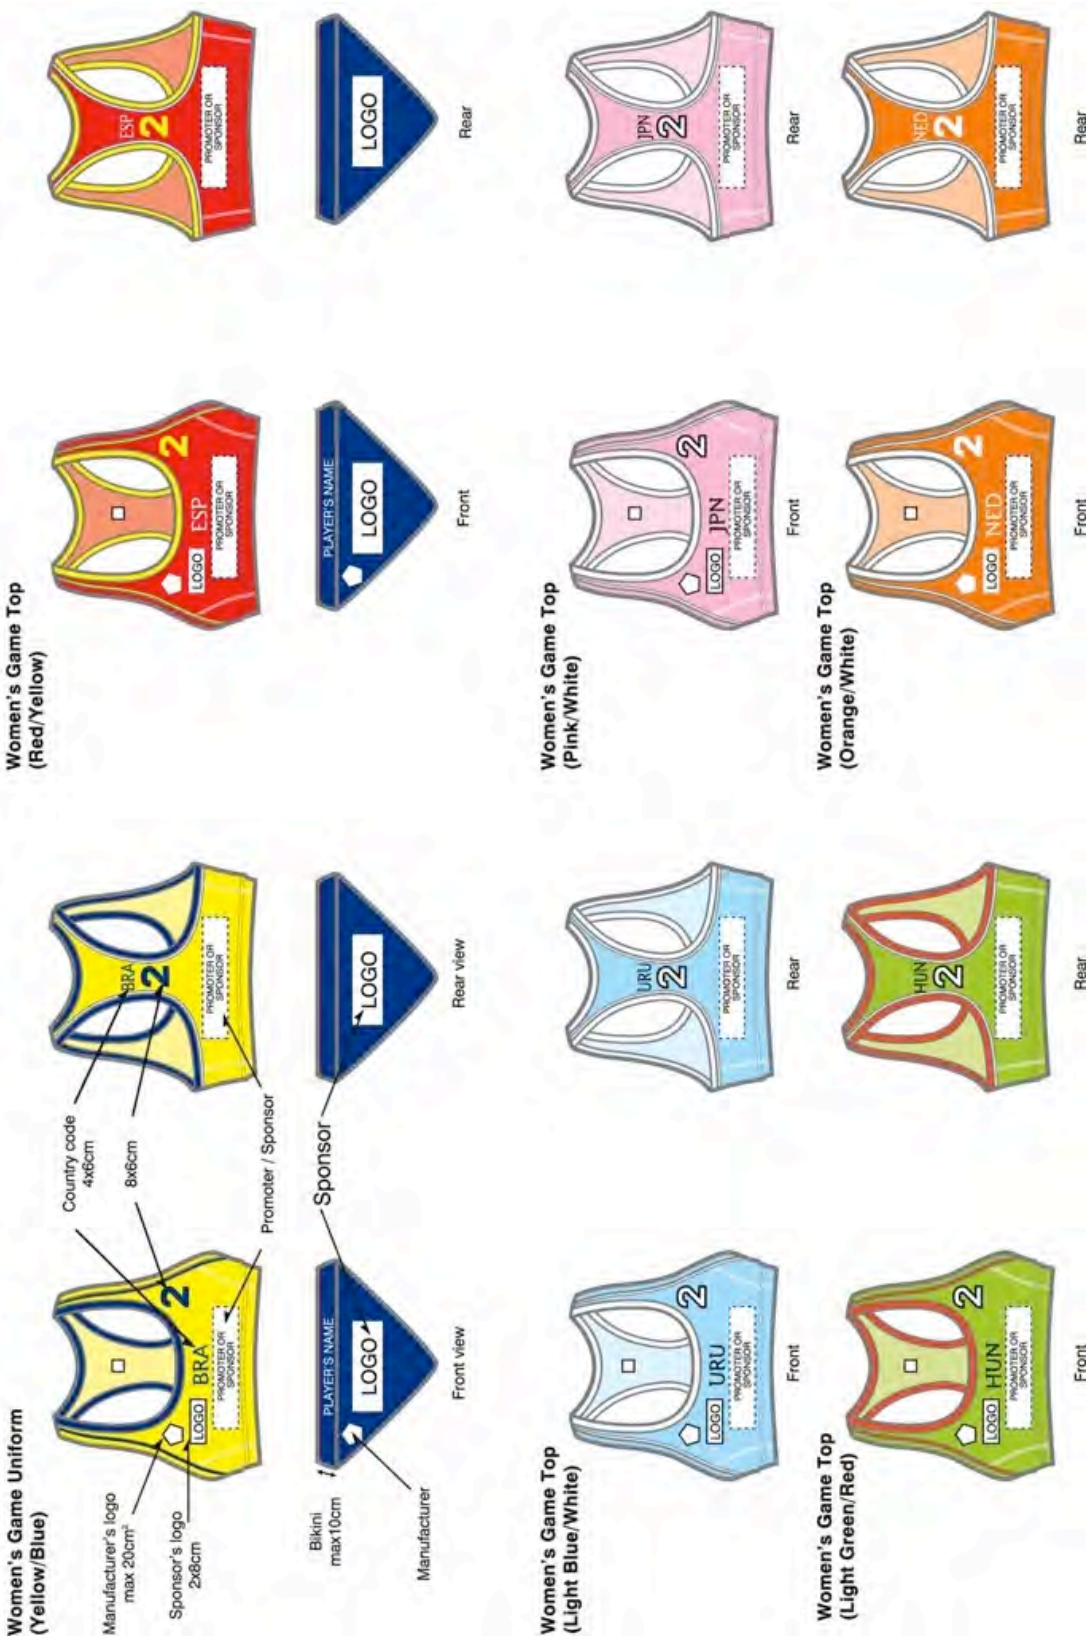 Women's Game Uniform
(Yellow/Blue)
Manufacturer's logo
max 20cm²
Sponsor's logo
2x8cm
LOGO
BRA
2
PROMOTER OR
SPONSOR
Country code
4x6cm
8x6cm
Promoter / Sponsor
BRA
2
PROMOTER OR
SPONSOR
Bikini
max10cm
Manufacturer
PLAYER'S NAME
LOGO
Front view
Sponsor
LOGO
Rear view
Women's Game Top
(Red/Yellow)
LOGO
ESP
2
PROMOTER OR
SPONSOR
ESP
2
PROMOTER OR
SPONSOR
PLAYER'S NAME
LOGO
Front
LOGO
Rear
Women's Game Top
(Light Blue/White)
LOGO
URU
2
PROMOTER OR
SPONSOR
Front
URU
2
PROMOTER OR
SPONSOR
Rear
Women's Game Top
(Pink/White)
LOGO
JPN
2
PROMOTER OR
SPONSOR
Front
JPN
2
PROMOTER OR
SPONSOR
Rear
Women's Game Top
(Light Green/Red)
LOGO
HUN
2
PROMOTER OR
SPONSOR
Front
HUN
2
PROMOTER OR
SPONSOR
Rear
Women's Game Top
(Orange/White)
LOGO
NED
2
PROMOTER OR
SPONSOR
Front
NED
2
PROMOTER OR
SPONSOR
Rear